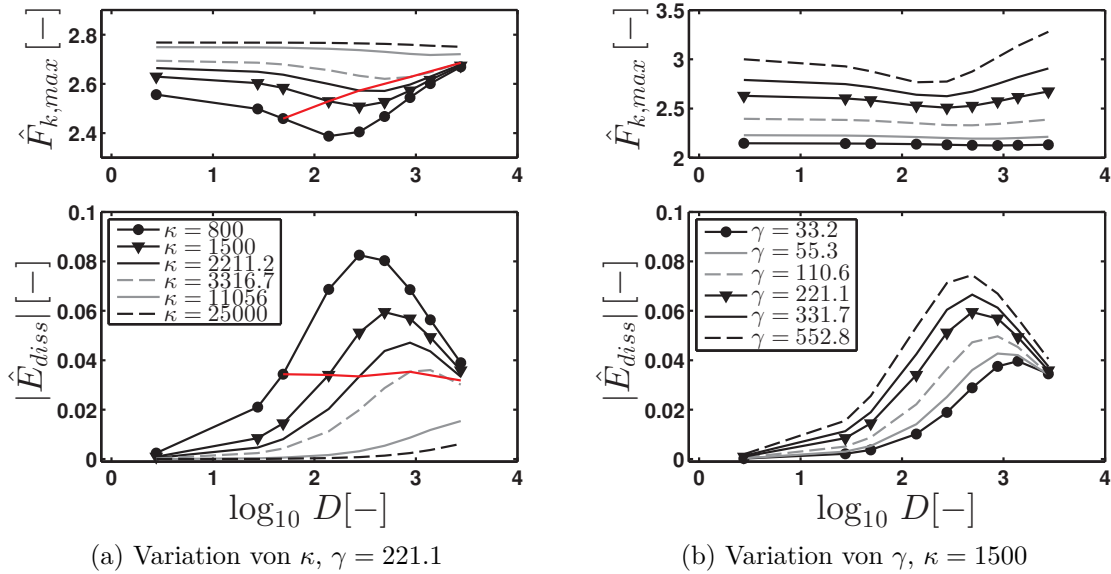 F̂k,max [−]
2.8
2.6
2.4
0 1 2 3 4
F̂k,max [−]
3.5
3
2.5
2
0 1 2 3 4
|Êdiss|[−]
0.1
0.08
0.06
0.04
0.02
0
κ = 800
κ = 1500
κ = 2211.2
κ = 3316.7
κ = 11056
κ = 25000
0 1 2 3 4
log10 D[−]
|Êdiss|[−]
0.1
0.08
0.06
0.04
0.02
0
γ = 33.2
γ = 55.3
γ = 110.6
γ = 221.1
γ = 331.7
γ = 552.8
0 1 2 3 4
log10 D[−]
(a) Variation von κ, γ = 221.1
(b) Variation von γ, κ = 1500